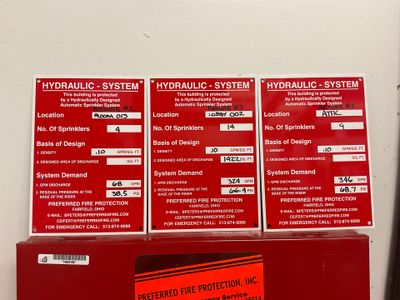 HYDRAULIC - SYSTEM
This building is protected
by a Hydraulically Designed
Automatic Sprinkler System
Location ROOM 013
No. Of Sprinklers 4
Basis of Design
1. DENSITY .10 GPM/SQ. FT.
2. DESIGNED AREA OF DISCHARGE SQ. FT.
System Demand
1. GPM DISCHARGE 68 GPM
2. RESIDUAL PRESSURE AT THE
BASE OF THE RISER 38.5 PSI
PREFERRED FIRE PROTECTION
FAIRFIELD, OHIO
E-MAIL:
FOR EMERGENCY CALL: 513-874-9699
HYDRAULIC - SYSTEM
This building is protected
by a Hydraulically Designed
Automatic Sprinkler System
Location LOBBY 002
No. Of Sprinklers 14
Basis of Design
1. DENSITY .10 GPM/SQ. FT.
2. DESIGNED AREA OF DISCHARGE 1422 SQ. FT.
System Demand
1. GPM DISCHARGE 324 GPM
2. RESIDUAL PRESSURE AT THE
BASE OF THE RISER 66.4 PSI
PREFERRED FIRE PROTECTION
FAIRFIELD, OHIO
E-MAIL:
FOR EMERGENCY CALL: 513-874-9699
HYDRAULIC - SYSTEM
This building is protected
by a Hydraulically Designed
Automatic Sprinkler System
Location ATTIC
No. Of Sprinklers 9
Basis of Design
1. DENSITY .10 GPM/SQ. FT.
2. DESIGNED AREA OF DISCHARGE SQ. FT.
System Demand
1. GPM DISCHARGE 346 GPM
2. RESIDUAL PRESSURE AT THE
BASE OF THE RISER 68.7 PSI
PREFERRED FIRE PROTECTION
FAIRFIELD, OHIO
E-MAIL:
FOR EMERGENCY CALL: 513-874-9699
PREFERRED FIRE PROTECTION, INC.
Service